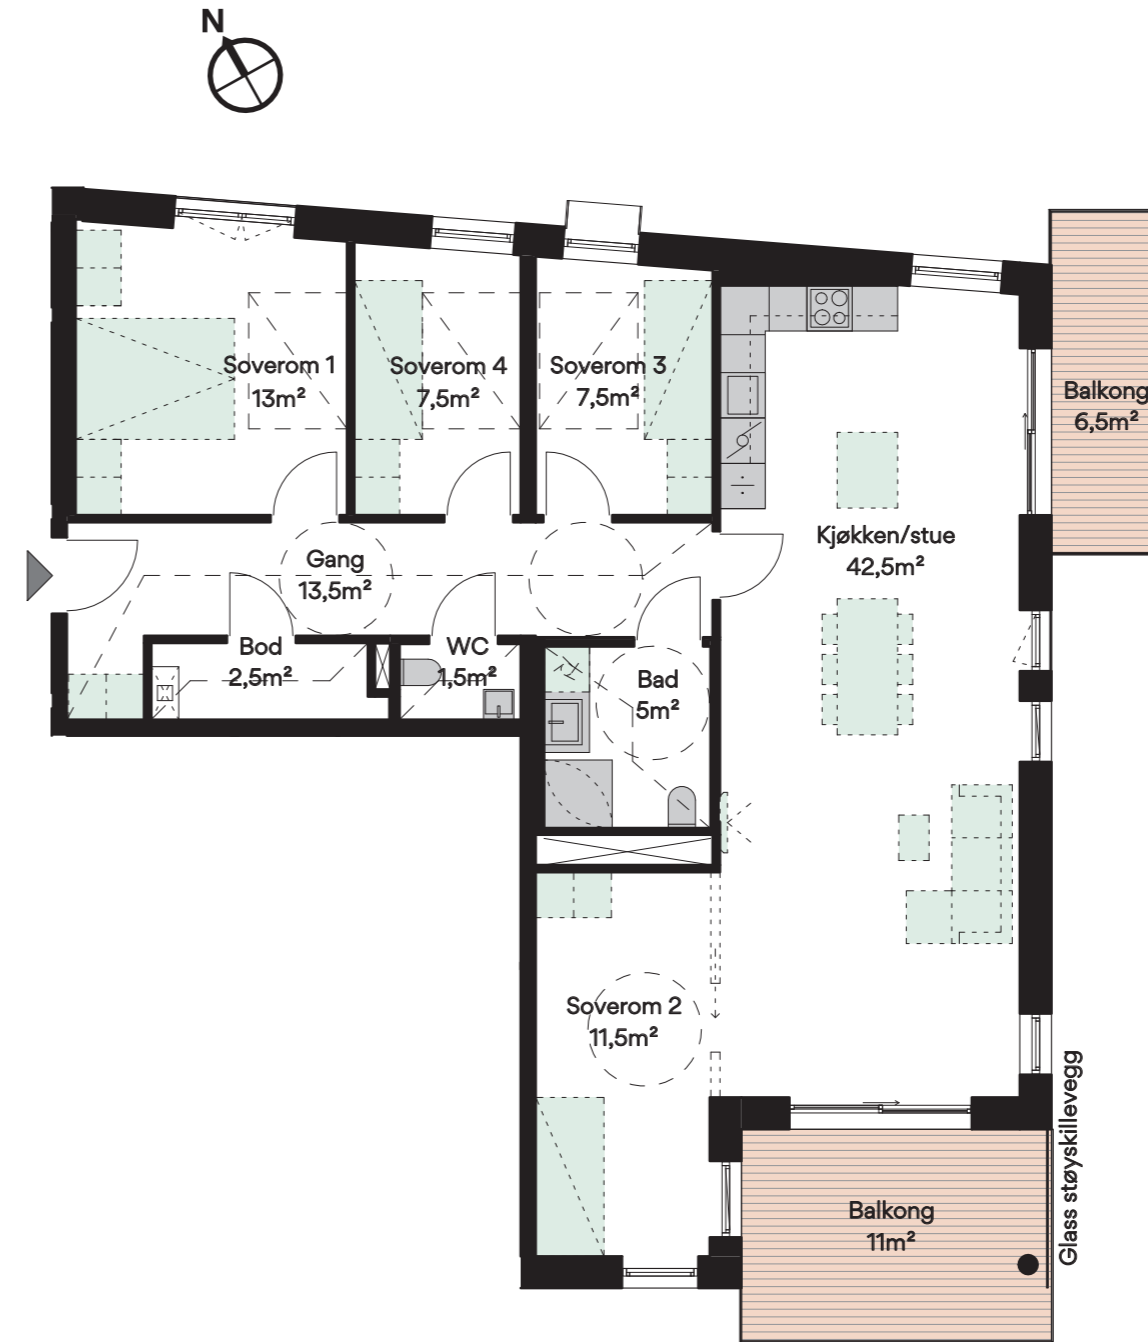 N
Soverom 1
13m²
Soverom 4
7,5m²
Soverom 3
7,5m²
Balkong
6,5m²
Kjøkken/stue
42,5m²
Gang
13,5m²
Bod
2,5m²
WC
1,5m²
Bad
5m²
Soverom 2
11,5m²
Glass støyskillevegg
Balkong
11m²